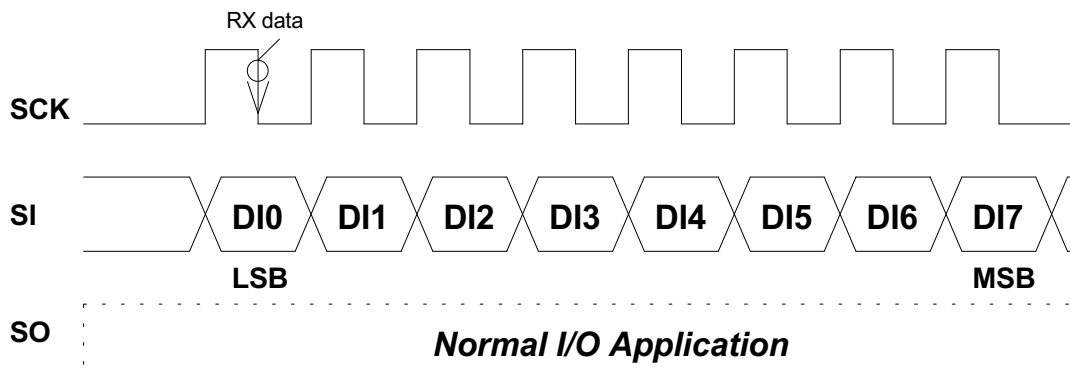 RX data
SCK
SI DI0 DI1 DI2 DI3 DI4 DI5 DI6 DI7
LSB MSB
SO Normal I/O Application